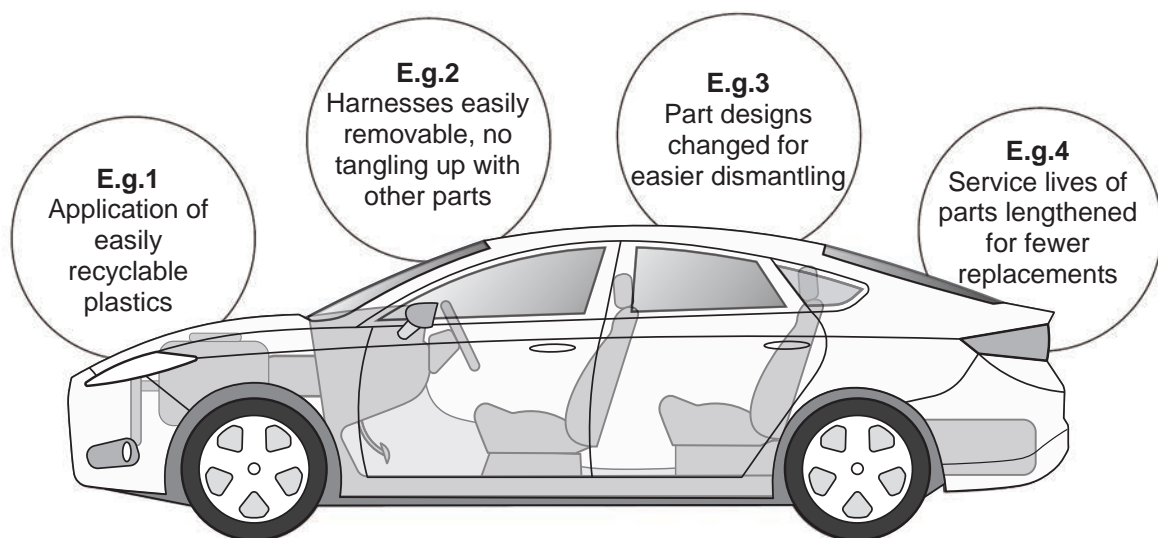 E.g.1
Application of
easily
recyclable
plastics
E.g.2
Harnesses easily
removable, no
tangling up with
other parts
E.g.3
Part designs
changed for
easier dismantling
E.g.4
Service lives of
parts lengthened
for fewer
replacements